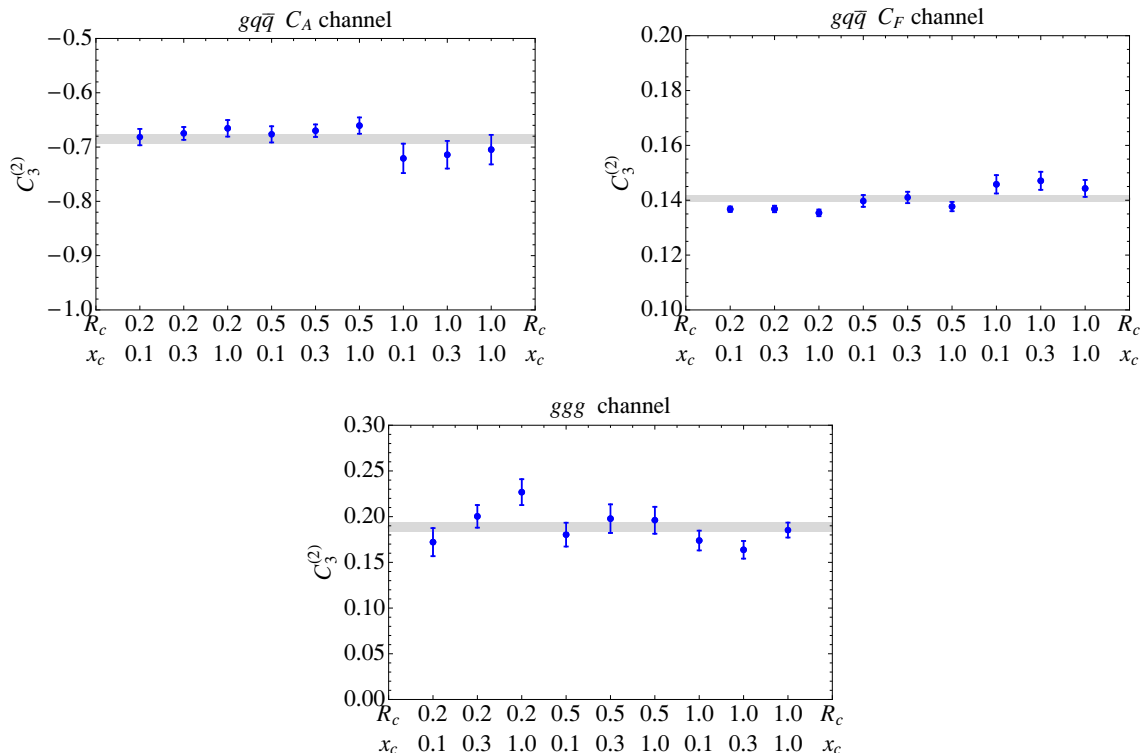 gqq̅ C_A channel
−0.5
−0.6
−0.7
−0.8
−0.9
−1.0
C_3^(2)
R_c 0.2 0.2 0.2 0.5 0.5 0.5 1.0 1.0 1.0 R_c
x_c 0.1 0.3 1.0 0.1 0.3 1.0 0.1 0.3 1.0 x_c
gqq̅ C_F channel
0.20
0.18
0.16
0.14
0.12
0.10
C_3^(2)
R_c 0.2 0.2 0.2 0.5 0.5 0.5 1.0 1.0 1.0 R_c
x_c 0.1 0.3 1.0 0.1 0.3 1.0 0.1 0.3 1.0 x_c
ggg channel
0.30
0.25
0.20
0.15
0.10
0.05
0.00
C_3^(2)
R_c 0.2 0.2 0.2 0.5 0.5 0.5 1.0 1.0 1.0 R_c
x_c 0.1 0.3 1.0 0.1 0.3 1.0 0.1 0.3 1.0 x_c